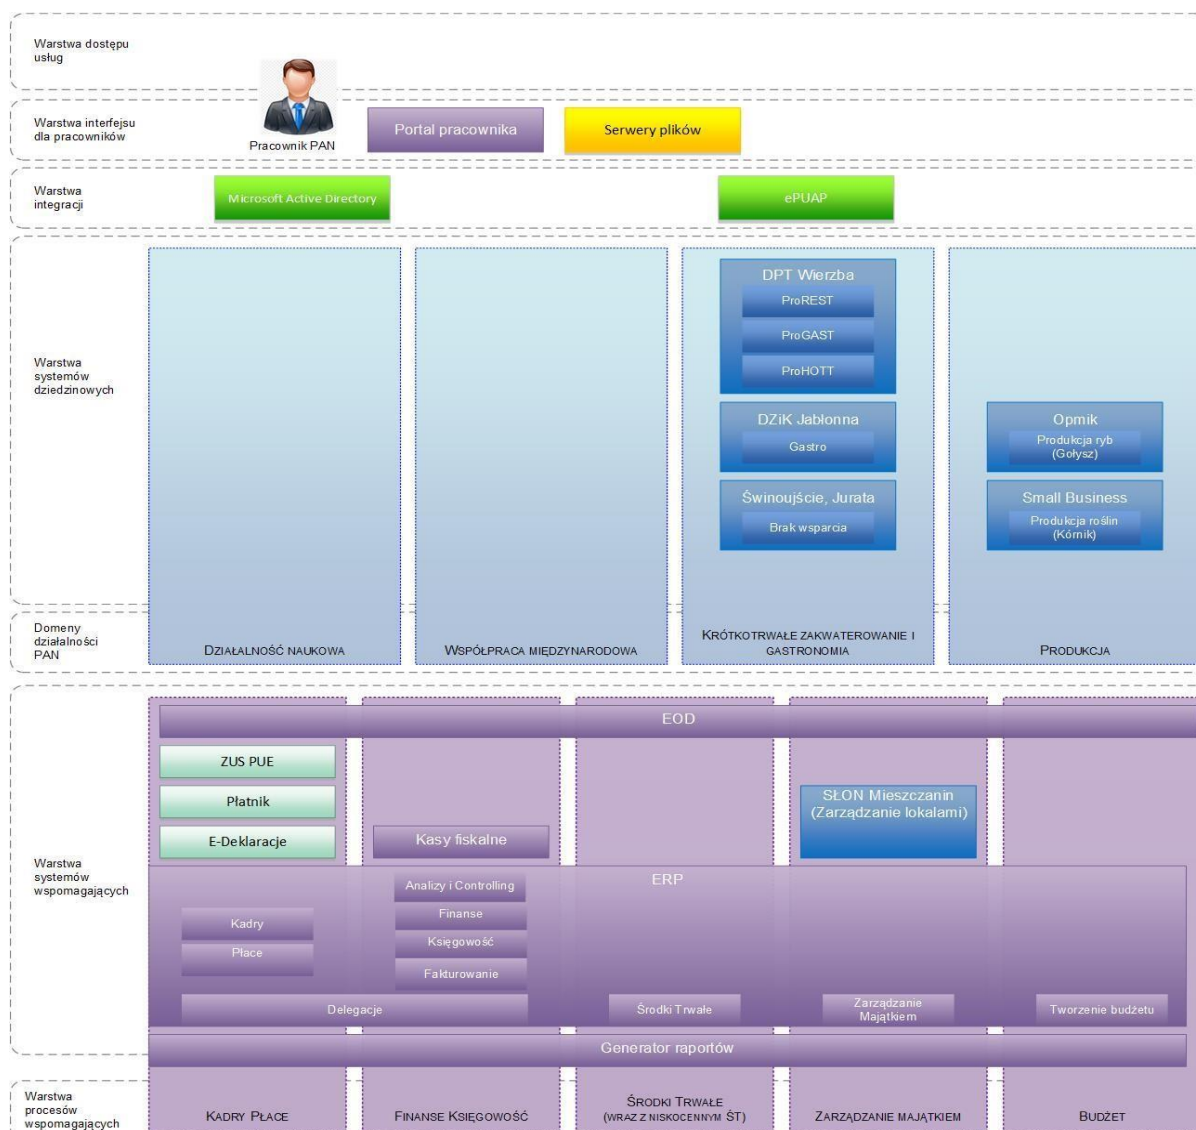 Warstwa dostępu
usług
Warstwa interfejsu
dla pracowników
Pracownik PAN
Portal pracownika
Serwery plików
Warstwa
integracji
Microsoft Active Directory
ePUAP
Warstwa
systemów
dziedzinowych
DPT Wierzba
ProREST
ProGAST
ProHOTT
DZiK Jabłonna
Gastro
Świnoujście, Jurata
Brak wsparcia
Opmik
Produkcja ryb
(Gołysz)
Small Business
Produkcja roślin
(Kórnik)
Domeny
działalności
PAN
DZIAŁALNOŚĆ NAUKOWA
WSPÓŁPRACA MIĘDZYNARODOWA
KRÓTKOTRWAŁE ZAKWATEROWANIE I
GASTRONOMIA
PRODUKCJA
Warstwa
systemów
wspomagających
EOD
ZUS PUE
Płatnik
E-Deklaracje
Kasy fiskalne
SŁON Mieszczanin
(Zarządzanie lokalami)
ERP
Analizy i Controlling
Kadry
Finanse
Płace
Księgowość
Fakturowanie
Delegacje
Środki Trwałe
Zarządzanie
Majątkiem
Tworzenie budżetu
Generator raportów
Warstwa
procesów
wspomagających
KADRY PŁACE
FINANSE KSIĘGOWOŚĆ
ŚRODKI TRWAŁE
(WRAZ Z NISKOCENNYM ŚT)
ZARZĄDZANIE MAJĄTKIEM
BUDŻET